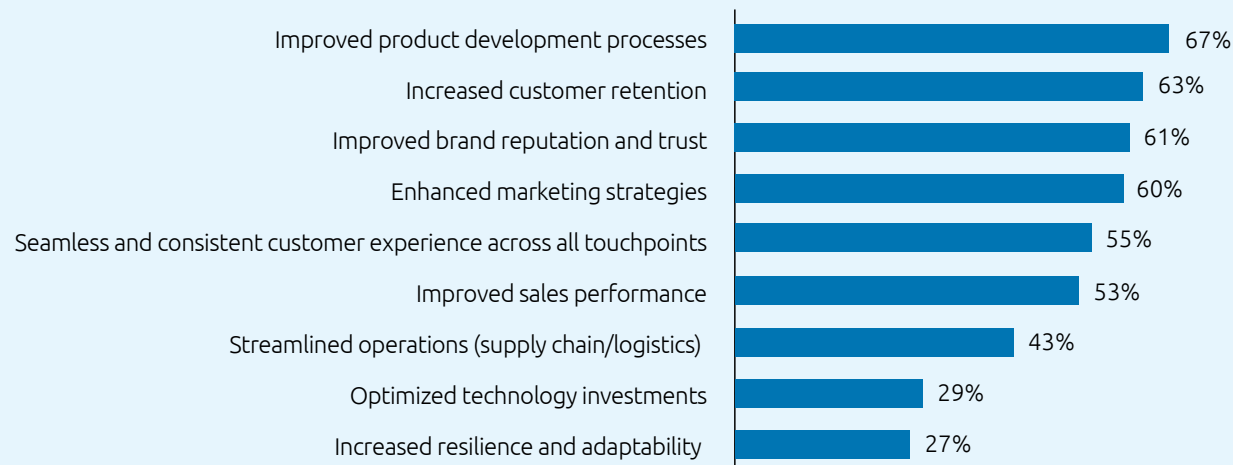 Improved product development processes 67%
Increased customer retention 63%
Improved brand reputation and trust 61%
Enhanced marketing strategies 60%
Seamless and consistent customer experience across all touchpoints 55%
Improved sales performance 53%
Streamlined operations (supply chain/logistics) 43%
Optimized technology investments 29%
Increased resilience and adaptability 27%